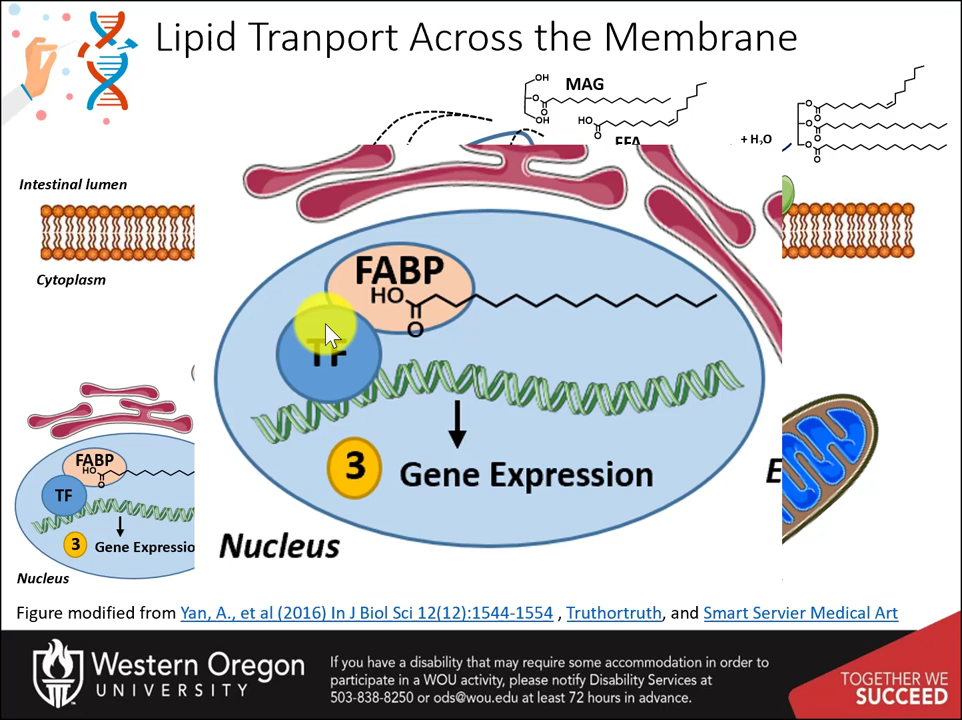 Lipid Tranport Across the Membrane
OH
MAG
O
O
OH
HO
O
FFA
+ H2O
O
O
O
O
O
O
Intestinal lumen
Cytoplasm
FABP
HO
O
TF
3
Gene Expression
Nucleus
FABP
HO
O
TF
3
Gene Expressio
Nucleus
E
Figure modified from Yan, A., et al (2016) In J Biol Sci 12(12):1544-1554 , Truthortruth, and Smart Servier Medical Art
Western Oregon
UNIVERSITY
If you have a disability that may require some accommodation in order to
participate in a WOU activity, please notify Disability Services at
503-838-8250 or ods@wou.edu at least 72 hours in advance.
TOGETHER WE
SUCCEED